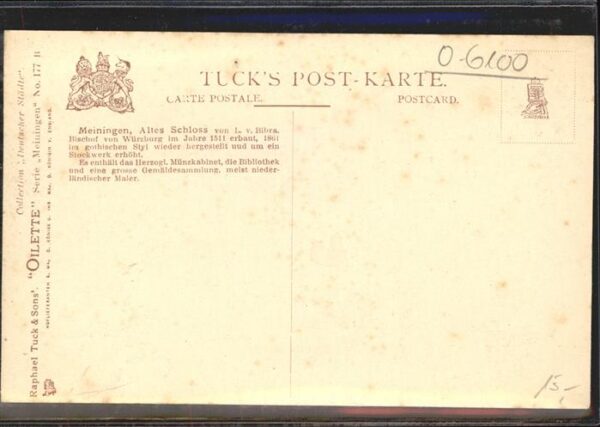 O-6100
TUCK'S POST-KARTE.
CARTE POSTALE.
POSTCARD.
Meiningen, Altes Schloss von L. v. Bibra,
Bischof von Würzburg im Jahre 1511 erbaut, 1861
im gothischen Styl wieder hergestellt und um ein
Stockwerk erhöht.
Es enthält das Herzogl. Münzkabinet, die Bibliothek
und eine grosse Gemäldesammlung, meist nieder-
ländischer Maler.
Collection „Deutscher Städte".
Raphael Tuck & Sons' "OILETTE" Serie „Meiningen" No. 177 B
15,-